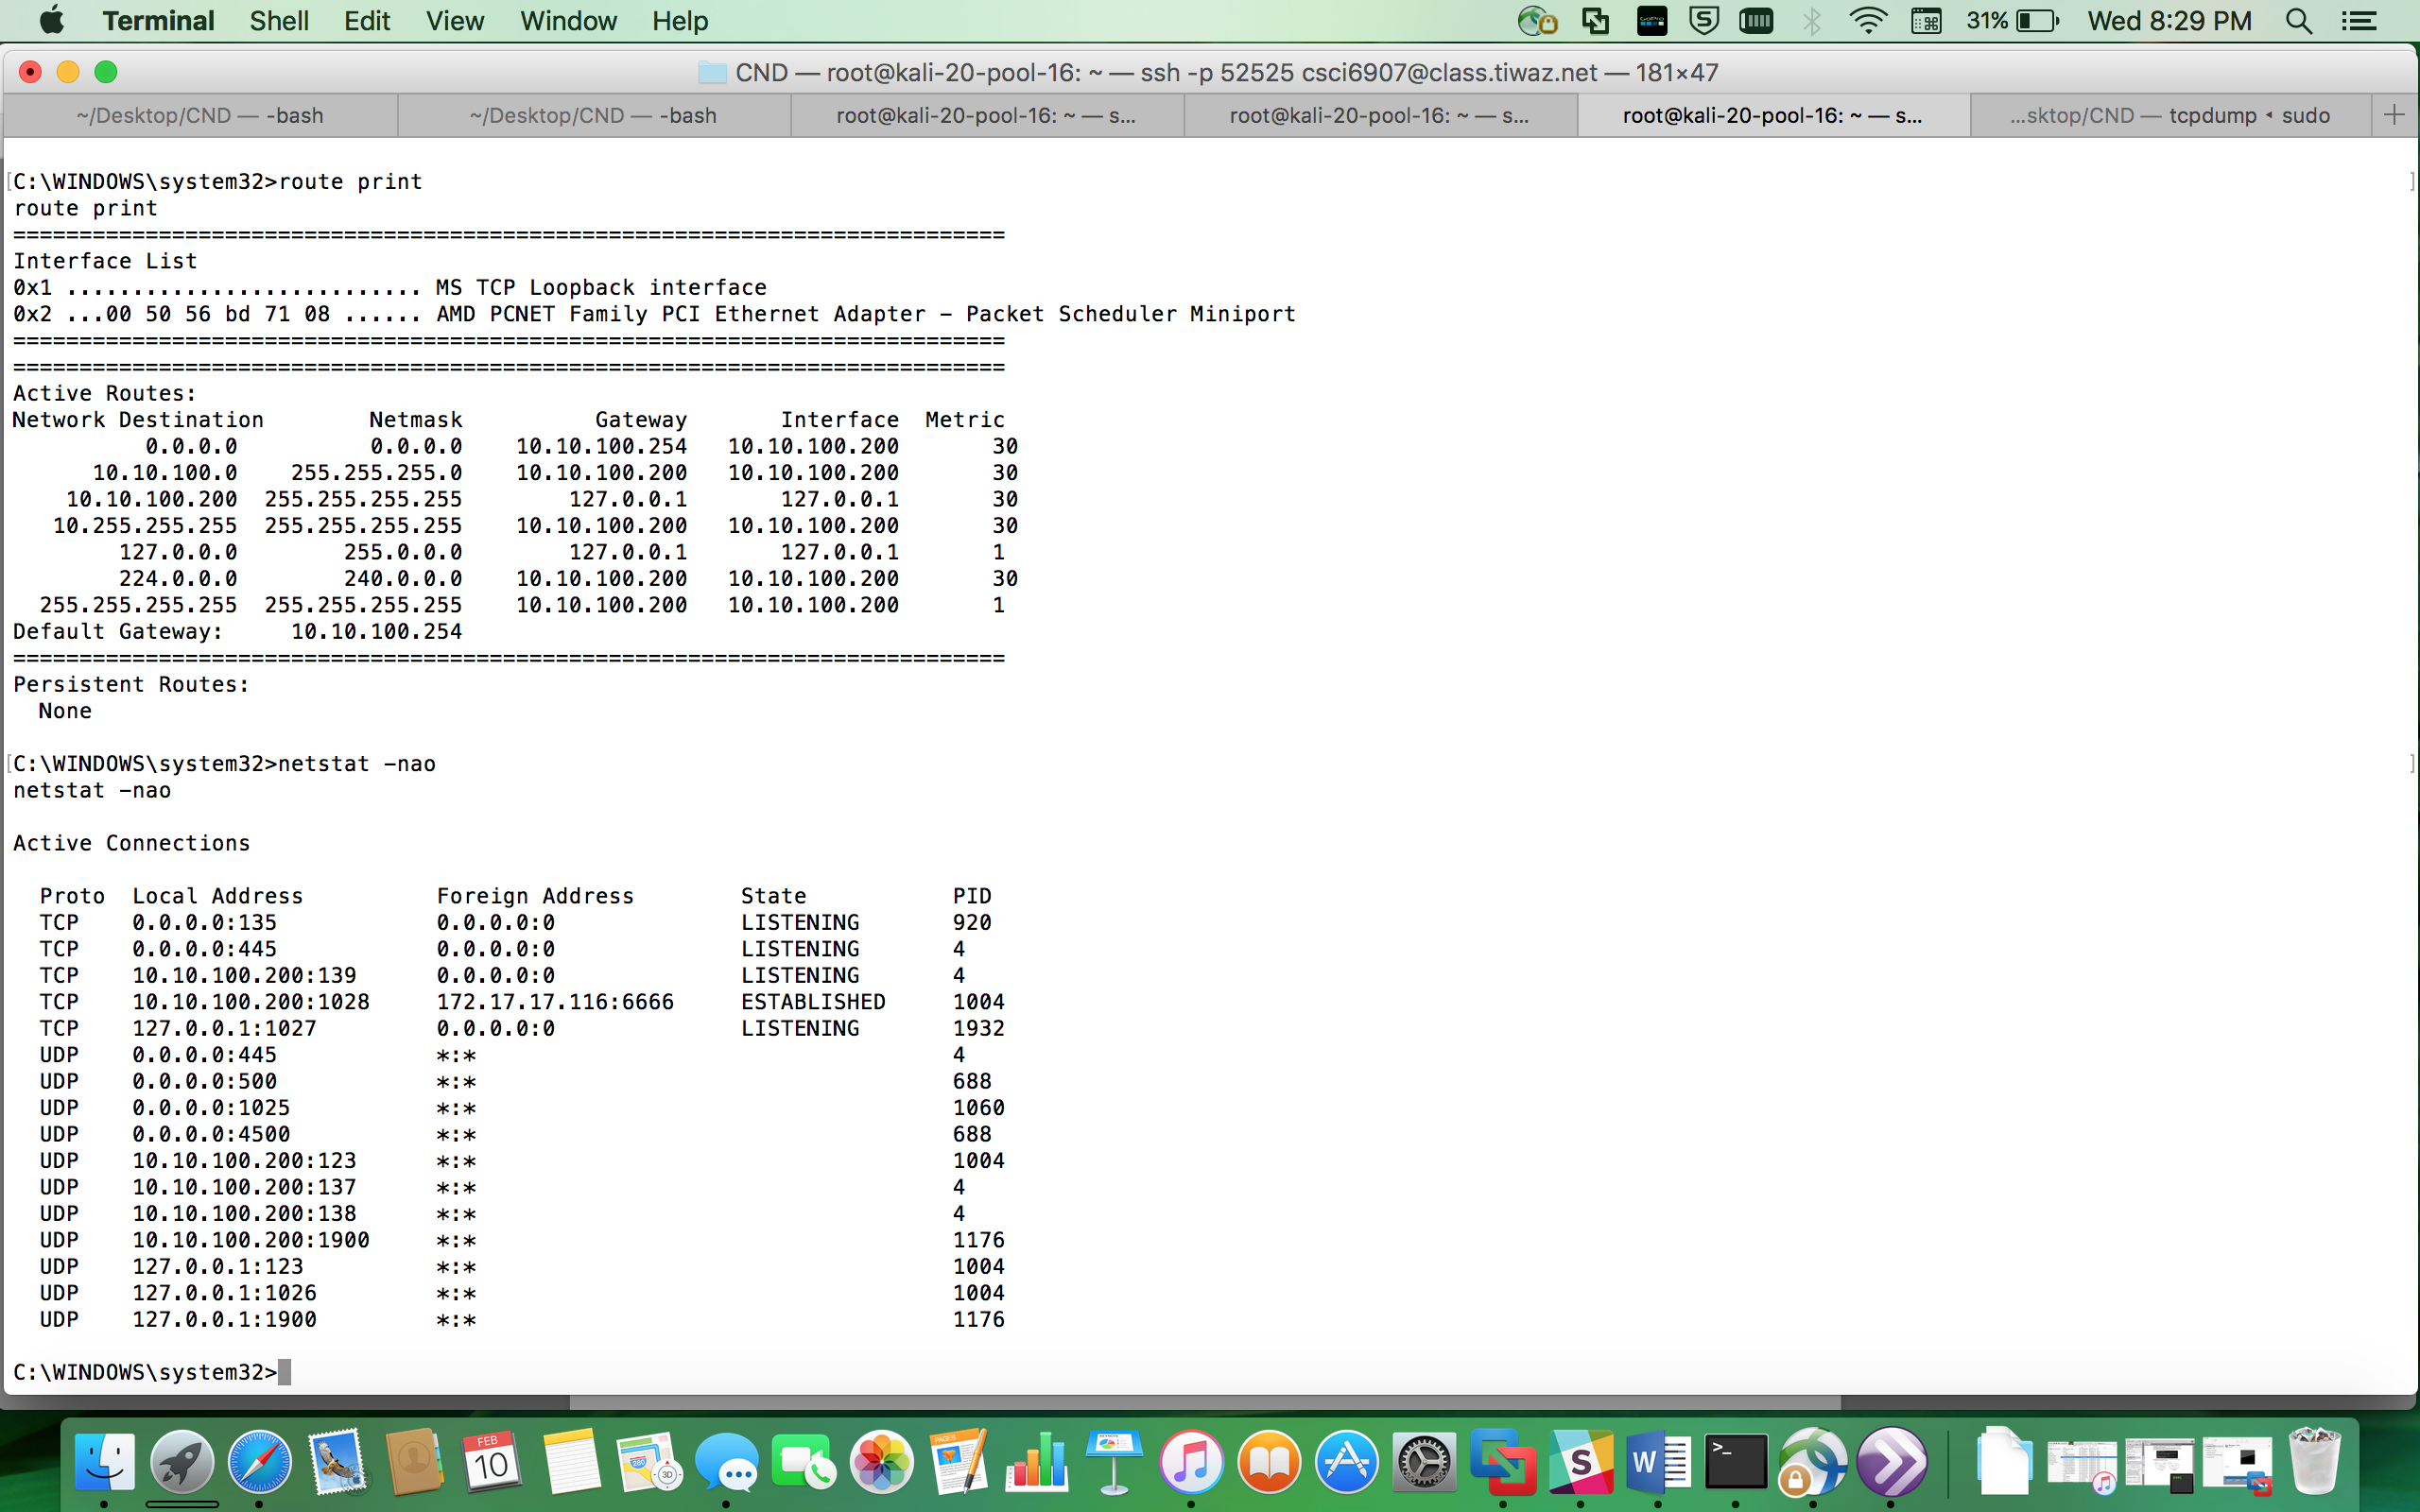 Terminal Shell Edit View Window Help 31% Wed 8:29 PM
CND — root@kali-20-pool-16: ~ — ssh -p 52525 csci6907@class.tiwaz.net — 181×47
~/Desktop/CND — -bash ~/Desktop/CND — -bash root@kali-20-pool-16: ~ — s... root@kali-20-pool-16: ~ — s... root@kali-20-pool-16: ~ — s... ...sktop/CND — tcpdump ◂ sudo
[C:\WINDOWS\system32>route print ]
route print
===========================================================================
Interface List
0x1 ........................... MS TCP Loopback interface
0x2 ...00 50 56 bd 71 08 ...... AMD PCNET Family PCI Ethernet Adapter - Packet Scheduler Miniport
===========================================================================
===========================================================================
Active Routes:
Network Destination        Netmask          Gateway       Interface  Metric
          0.0.0.0          0.0.0.0    10.10.100.254   10.10.100.200       30
      10.10.100.0    255.255.255.0    10.10.100.200   10.10.100.200       30
    10.10.100.200  255.255.255.255        127.0.0.1       127.0.0.1       30
   10.255.255.255  255.255.255.255    10.10.100.200   10.10.100.200       30
        127.0.0.0        255.0.0.0        127.0.0.1       127.0.0.1       1
        224.0.0.0        240.0.0.0    10.10.100.200   10.10.100.200       30
  255.255.255.255  255.255.255.255    10.10.100.200   10.10.100.200       1
Default Gateway:     10.10.100.254
===========================================================================
Persistent Routes:
  None
[C:\WINDOWS\system32>netstat -nao ]
netstat -nao
Active Connections
  Proto  Local Address          Foreign Address        State           PID
  TCP    0.0.0.0:135            0.0.0.0:0              LISTENING       920
  TCP    0.0.0.0:445            0.0.0.0:0              LISTENING       4
  TCP    10.10.100.200:139      0.0.0.0:0              LISTENING       4
  TCP    10.10.100.200:1028     172.17.17.116:6666     ESTABLISHED     1004
  TCP    127.0.0.1:1027         0.0.0.0:0              LISTENING       1932
  UDP    0.0.0.0:445            *:*                                    4
  UDP    0.0.0.0:500            *:*                                    688
  UDP    0.0.0.0:1025           *:*                                    1060
  UDP    0.0.0.0:4500           *:*                                    688
  UDP    10.10.100.200:123      *:*                                    1004
  UDP    10.10.100.200:137      *:*                                    4
  UDP    10.10.100.200:138      *:*                                    4
  UDP    10.10.100.200:1900     *:*                                    1176
  UDP    127.0.0.1:123          *:*                                    1004
  UDP    127.0.0.1:1026         *:*                                    1004
  UDP    127.0.0.1:1900         *:*                                    1176
C:\WINDOWS\system32>
FEB
10
280
3D
PAGES
S
W
>_